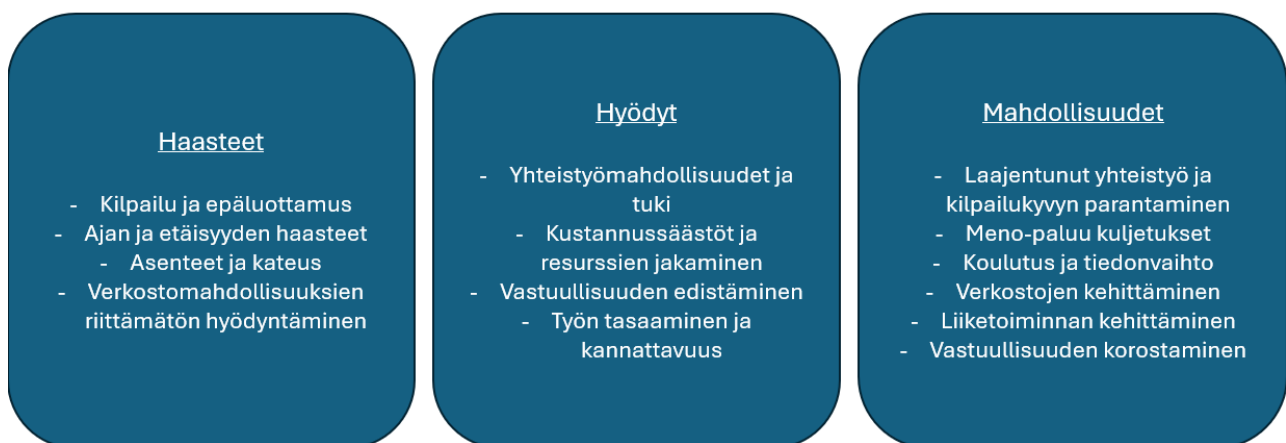 Haasteet
- Kilpailu ja epäluottamus
- Ajan ja etäisyyden haasteet
- Asenteet ja kateus
- Verkostomahdollisuuksien
riittämätön hyödyntäminen
Hyödyt
- Yhteistyömahdollisuudet ja
tuki
- Kustannussäästöt ja
resurssien jakaminen
- Vastuullisuuden edistäminen
- Työn tasaaminen ja
kannattavuus
Mahdollisuudet
- Laajentunut yhteistyö ja
kilpailukyvyn parantaminen
- Meno-paluu kuljetukset
- Koulutus ja tiedonvaihto
- Verkostojen kehittäminen
- Liiketoiminnan kehittäminen
- Vastuullisuuden korostaminen